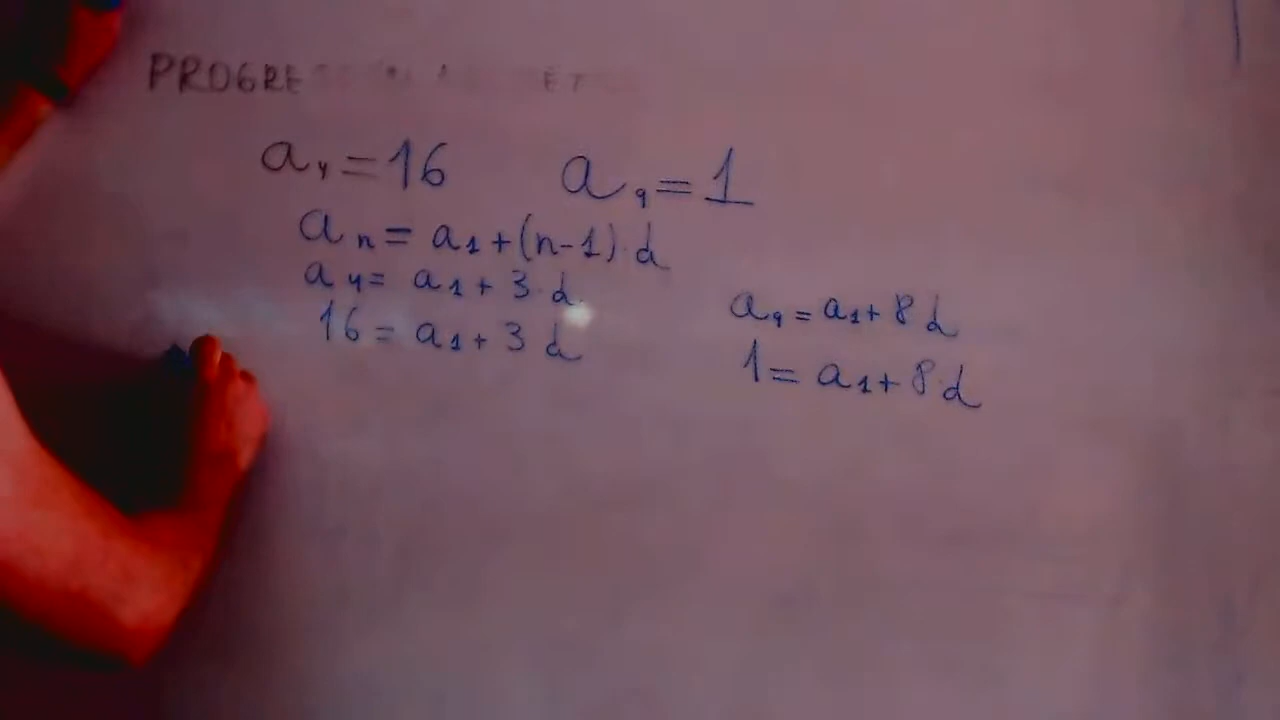 PROGRE
a₄=16 a₉=1
aₙ= a₁+(n-1)·d
a₄= a₁+ 3·d
16= a₁+ 3 d
a₉= a₁+ 8 d
1= a₁+ 8·d